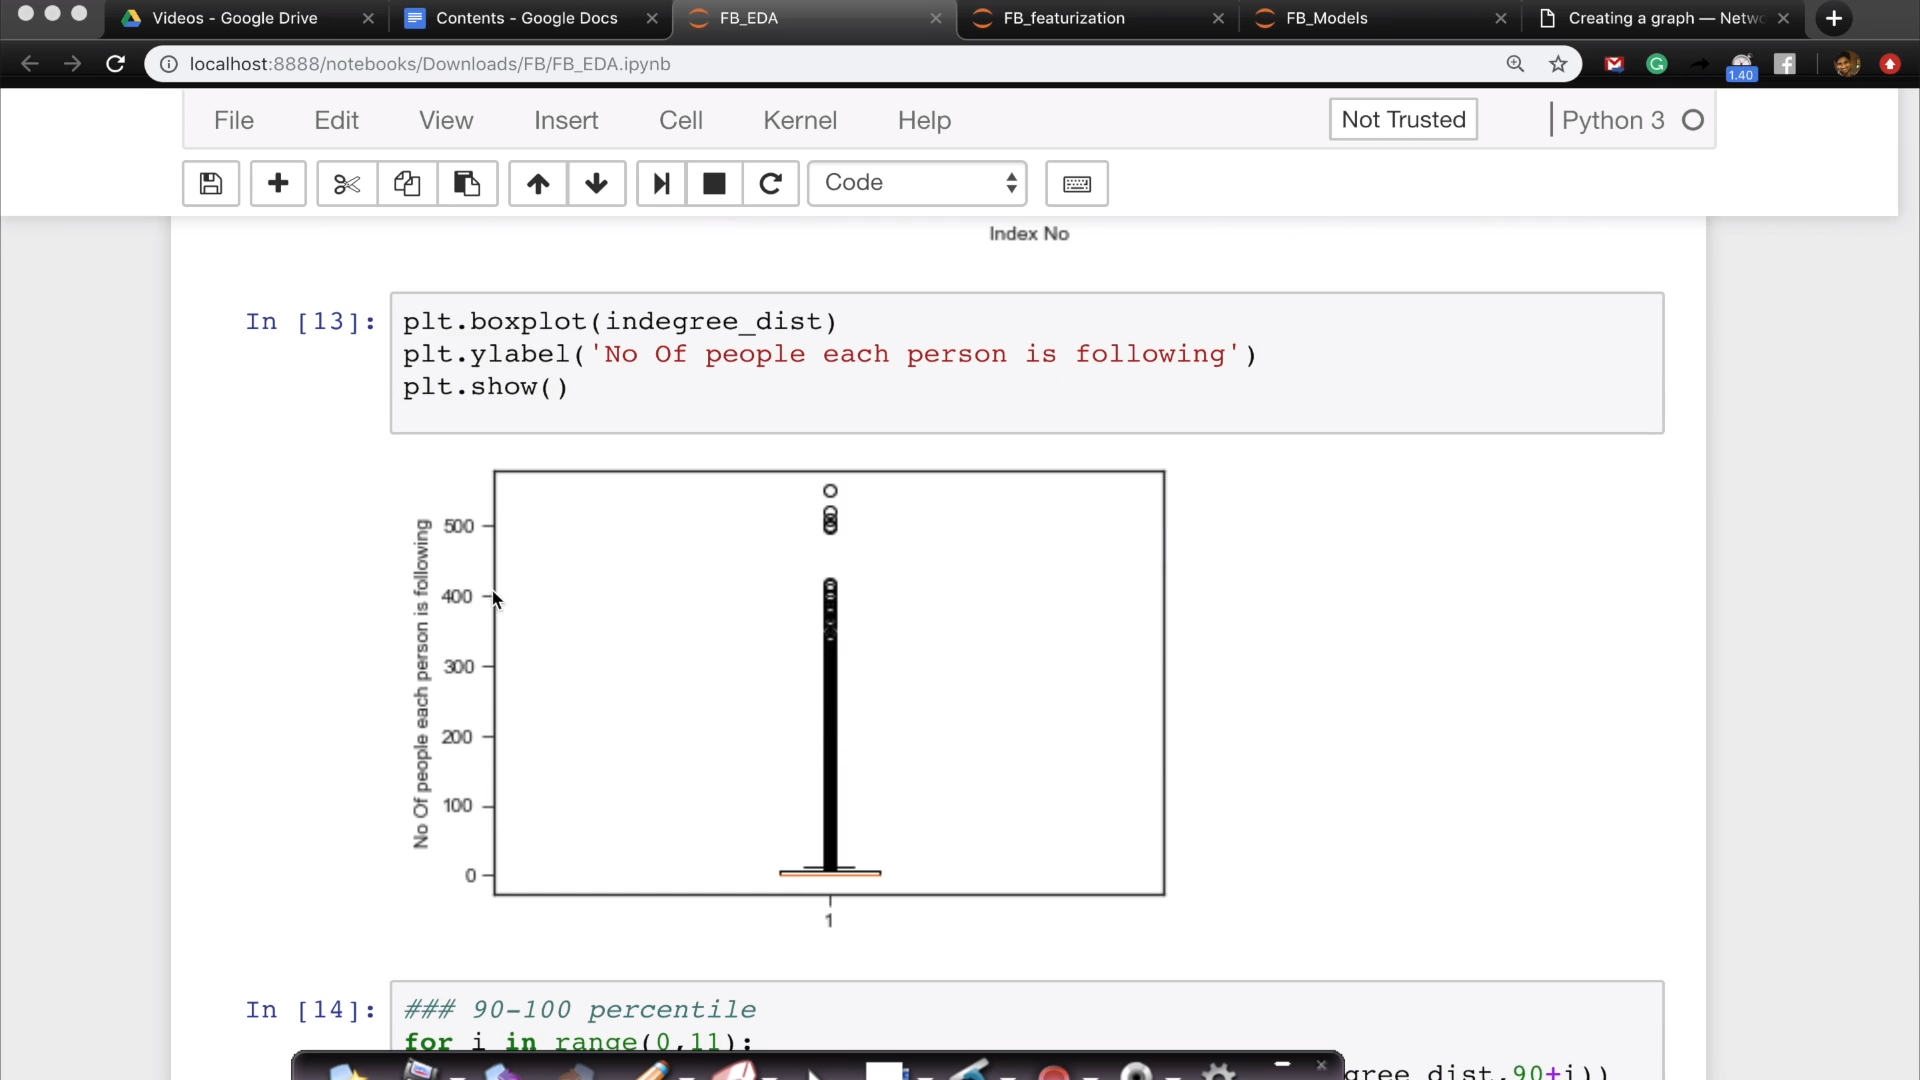 Videos - Google Drive
Contents - Google Docs
FB_EDA
FB_featurization
FB_Models
Creating a graph — Netw
localhost:8888/notebooks/Downloads/FB/FB_EDA.ipynb
1.40
File Edit View Insert Cell Kernel Help
Not Trusted
Python 3
Code
Index No
In [13]:
plt.boxplot(indegree_dist)
plt.ylabel('No Of people each person is following')
plt.show()
No Of people each person is following
500
400
300
200
100
0
1
In [14]:
### 90-100 percentile
for i in range(0,11):
gree_dist,90+i))